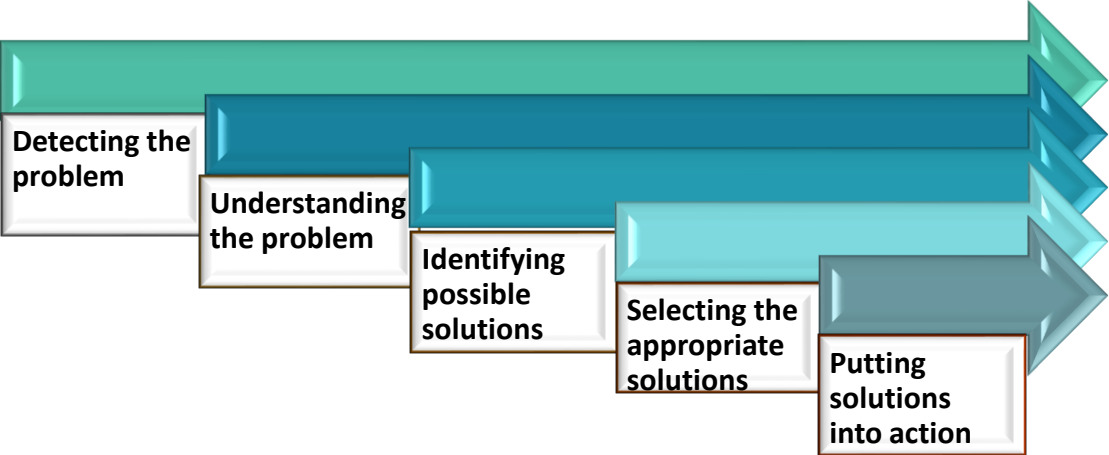 Detecting the
problem
Understanding
the problem
Identifying
possible
solutions
Selecting the
appropriate
solutions
Putting
solutions
into action